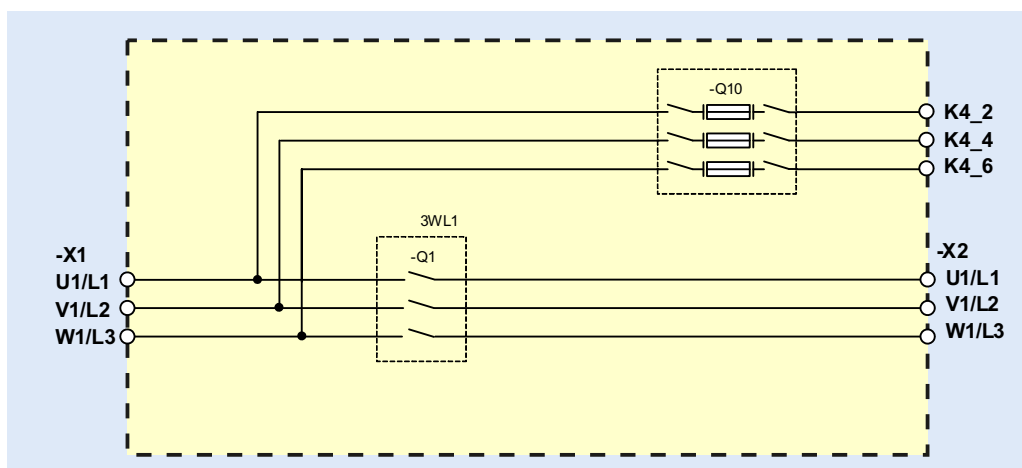 -Q10
K4_2
K4_4
K4_6
3WL1
-X1
-Q1
-X2
U1/L1
U1/L1
V1/L2
V1/L2
W1/L3
W1/L3